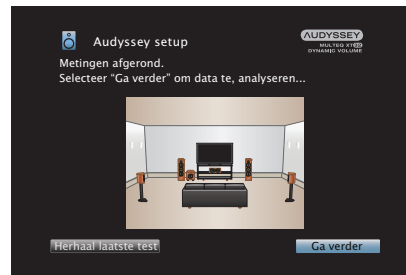 Audyssey setup
AUDYSSEY
MULTEQ XT32
DYNAMIC VOLUME
Metingen afgerond.
Selecteer “Ga verder” om data te, analyseren...
Herhaal laatste test
Ga verder